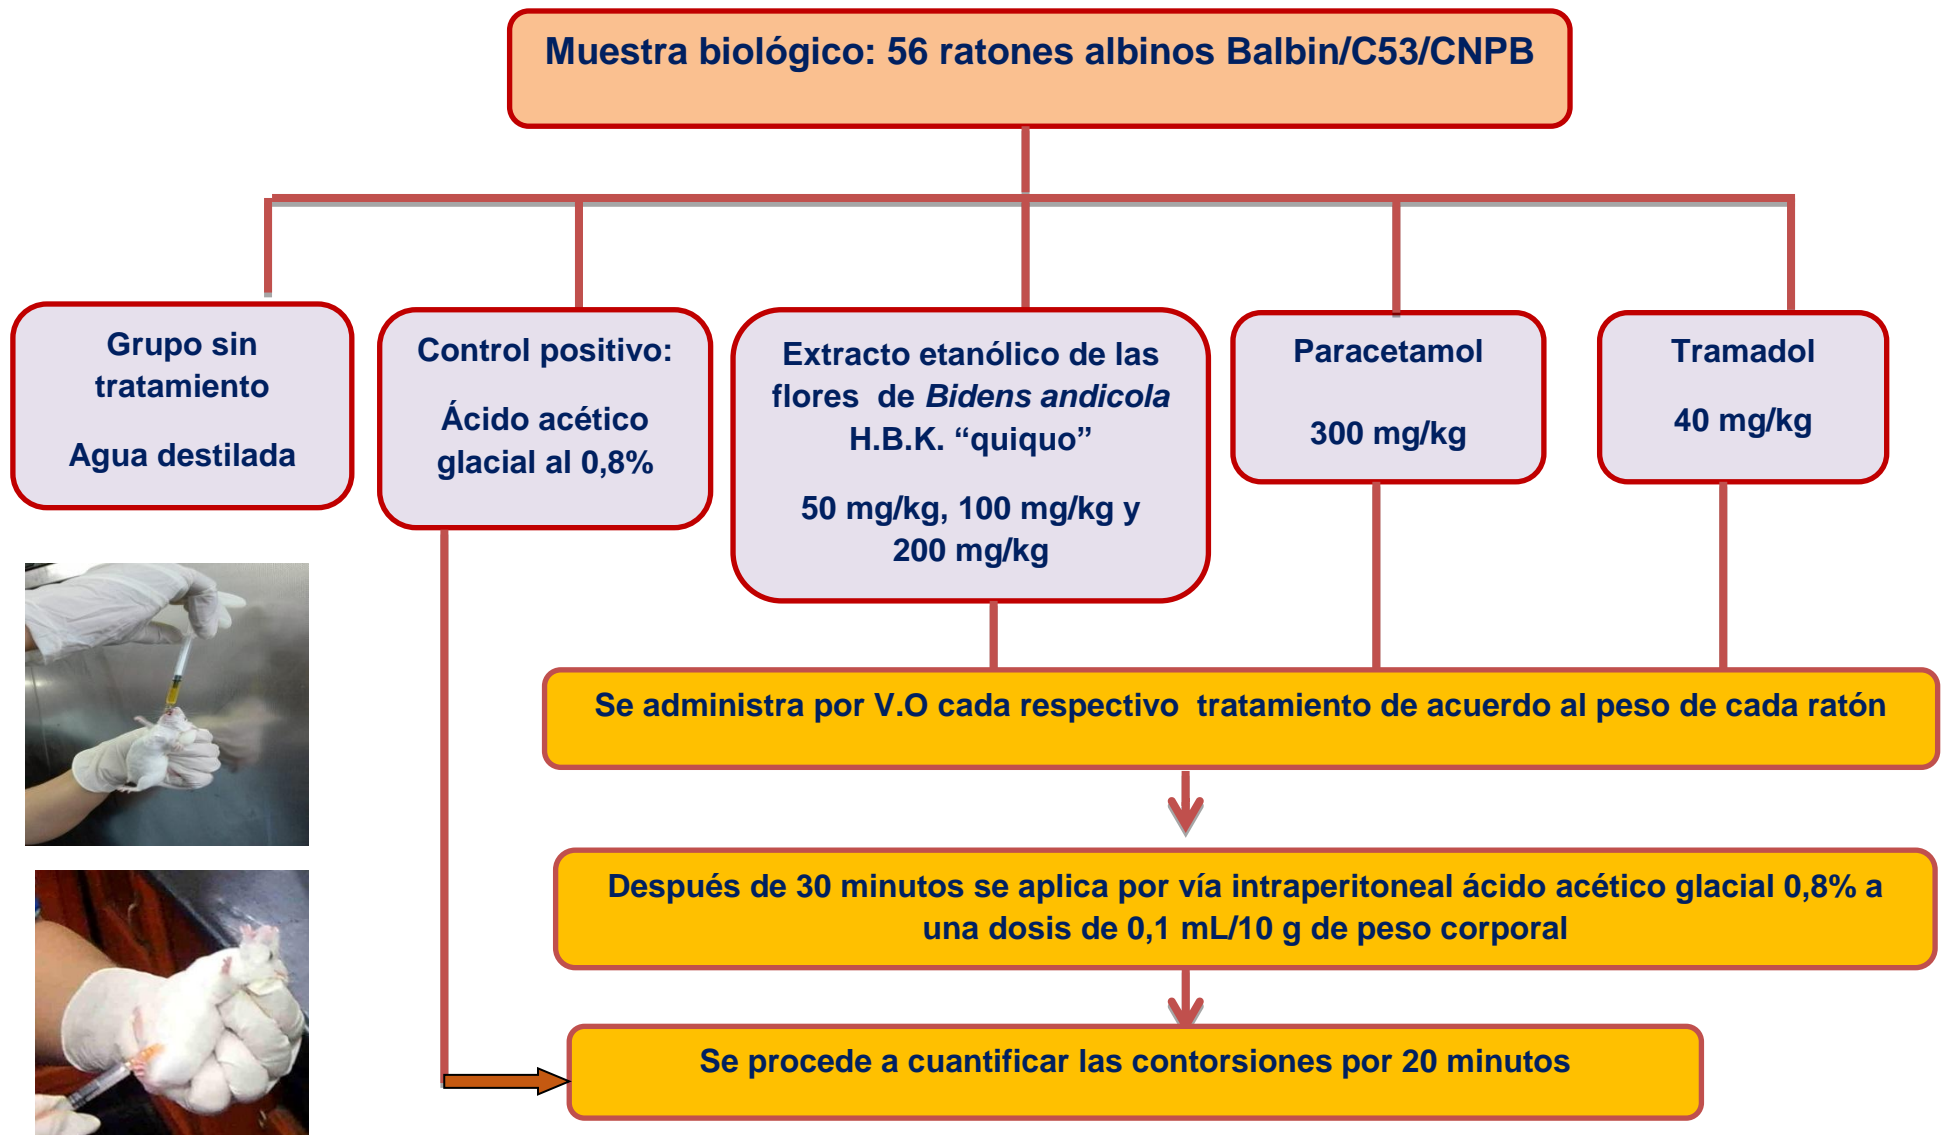 Muestra biológico: 56 ratones albinos Balbin/C53/CNPB
Grupo sin
tratamiento
Agua destilada
Control positivo:
Ácido acético
glacial al 0,8%
Extracto etanólico de las
flores de Bidens andicola
H.B.K. “quiquo”
50 mg/kg, 100 mg/kg y
200 mg/kg
Paracetamol
300 mg/kg
Tramadol
40 mg/kg
Se administra por V.O cada respectivo tratamiento de acuerdo al peso de cada ratón
Después de 30 minutos se aplica por vía intraperitoneal ácido acético glacial 0,8% a
una dosis de 0,1 mL/10 g de peso corporal
Se procede a cuantificar las contorsiones por 20 minutos